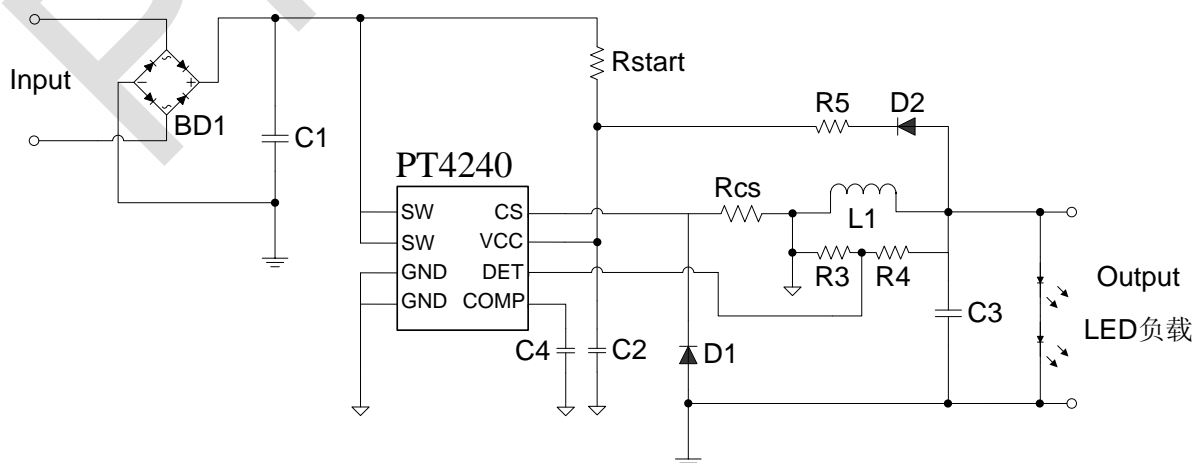 Input
BD1
C1
Rstart
R5
D2
PT4240
SW
SW
GND
GND
CS
VCC
DET
COMP
Rcs
L1
R3
R4
C4
C2
D1
C3
Output
LED负载